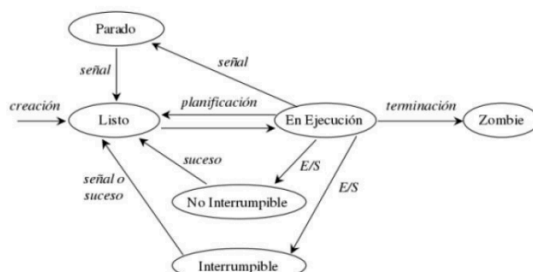 Parado
señal
señal
creación
planificación
terminación
Listo
En Ejecución
Zombie
suceso
E/S
señal o
suceso
E/S
No Interrumpible
Interrumpible